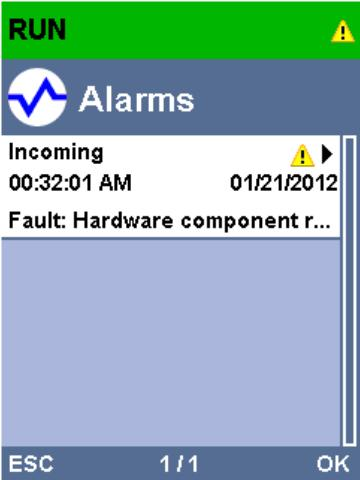 RUN
Alarms
Incoming
00:32:01 AM 01/21/2012
Fault: Hardware component r...
ESC 1/1 OK